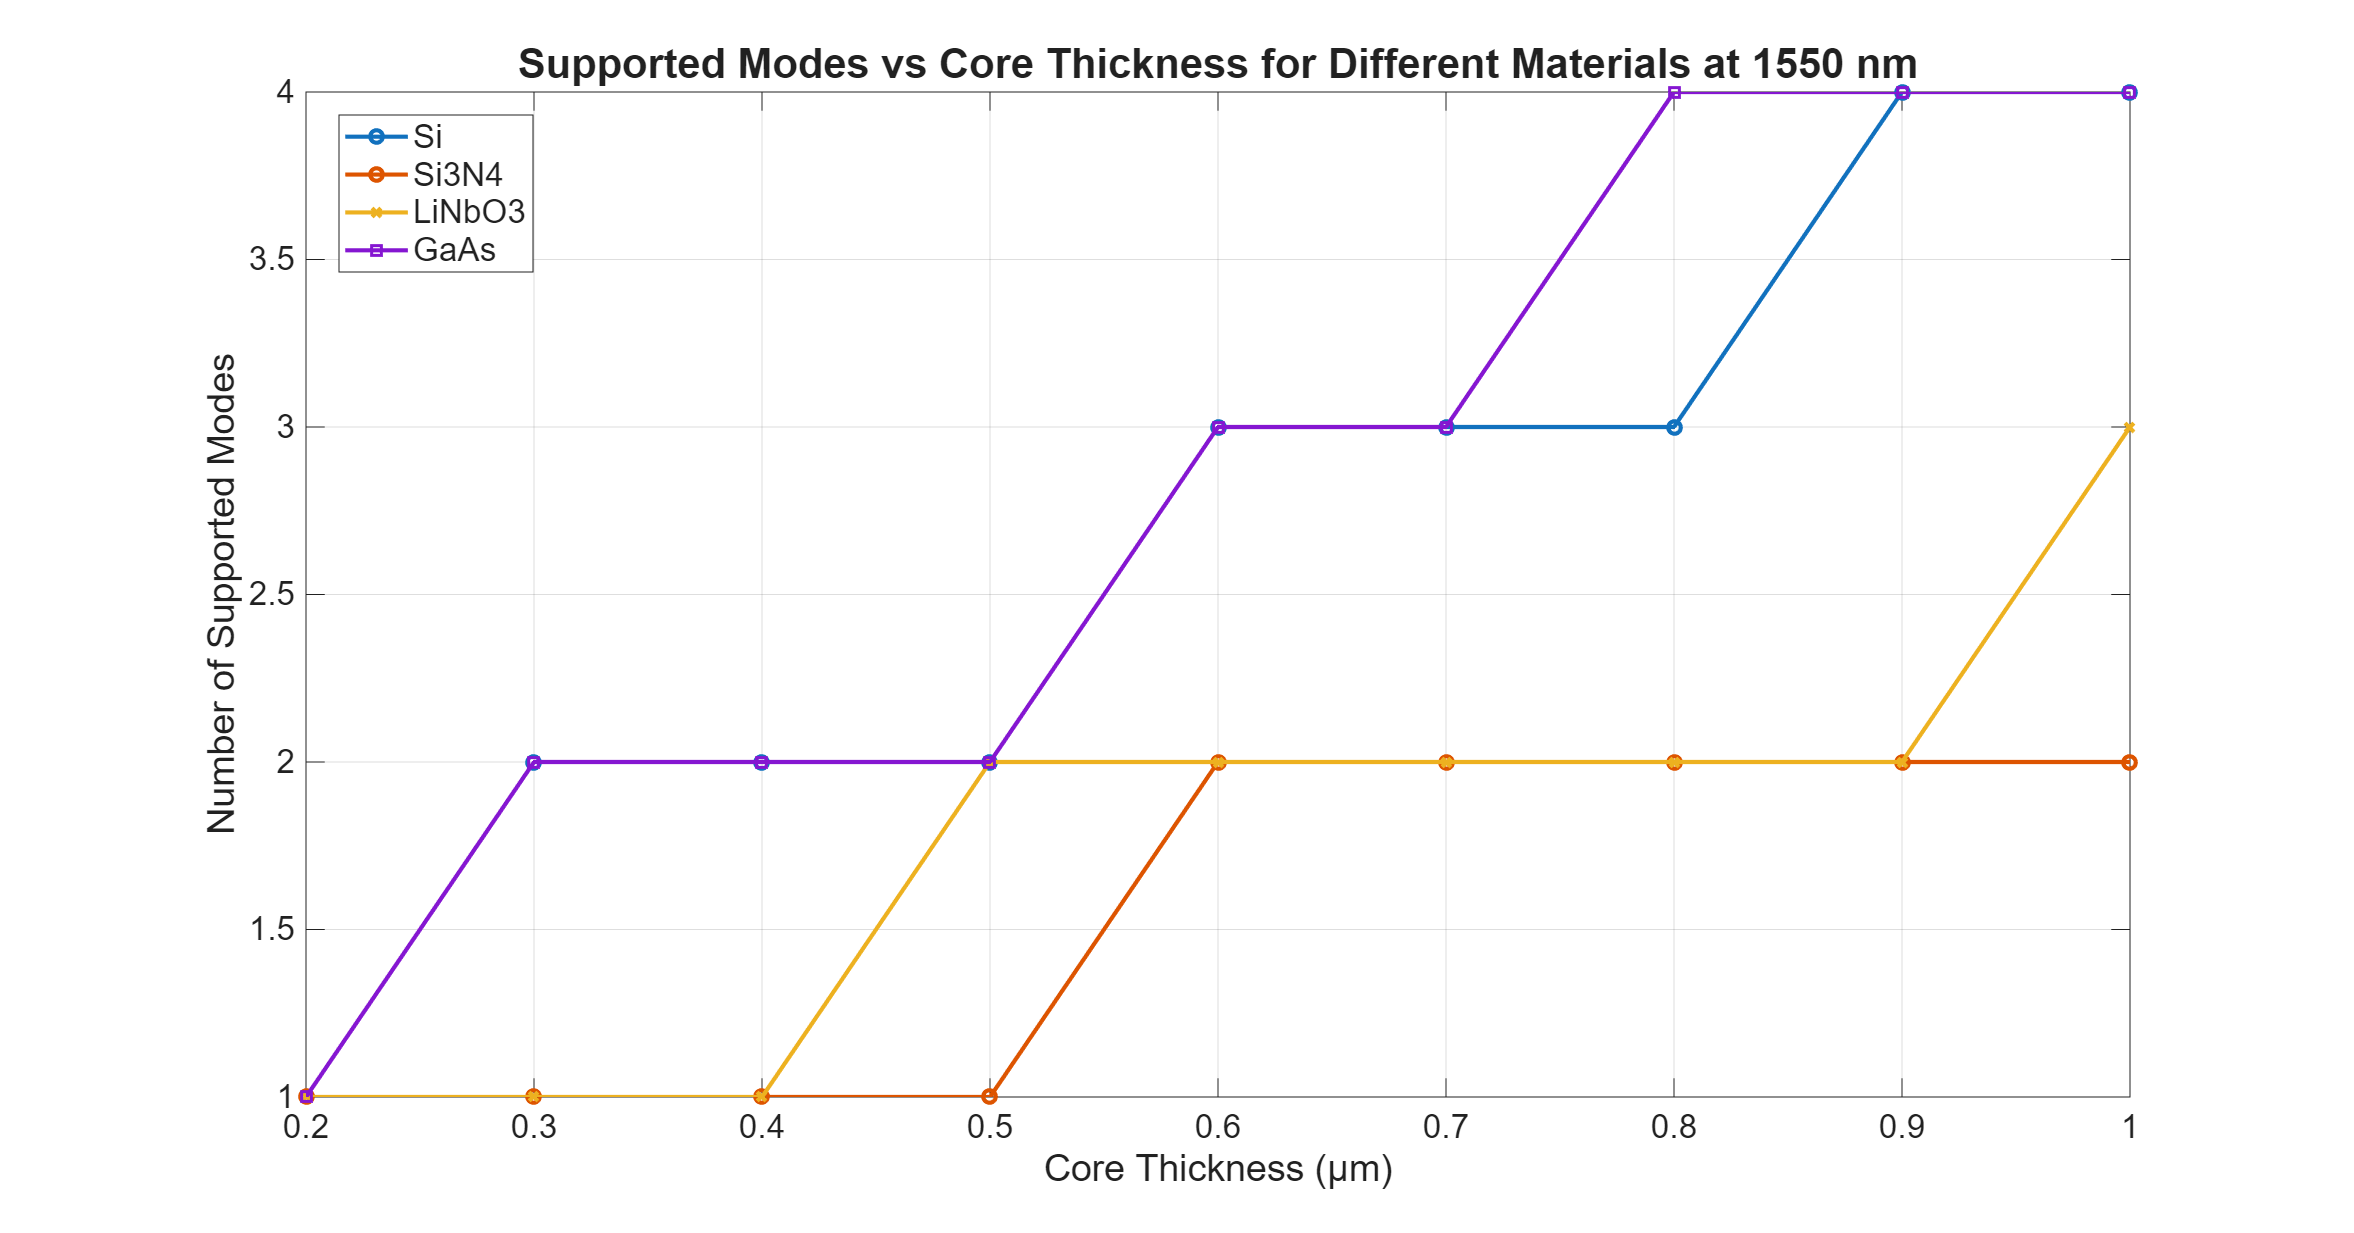 Supported Modes vs Core Thickness for Different Materials at 1550 nm
Si
Si3N4
LiNbO3
GaAs
Number of Supported Modes
4
3.5
3
2.5
2
1.5
1
0.2 0.3 0.4 0.5 0.6 0.7 0.8 0.9 1
Core Thickness (μm)